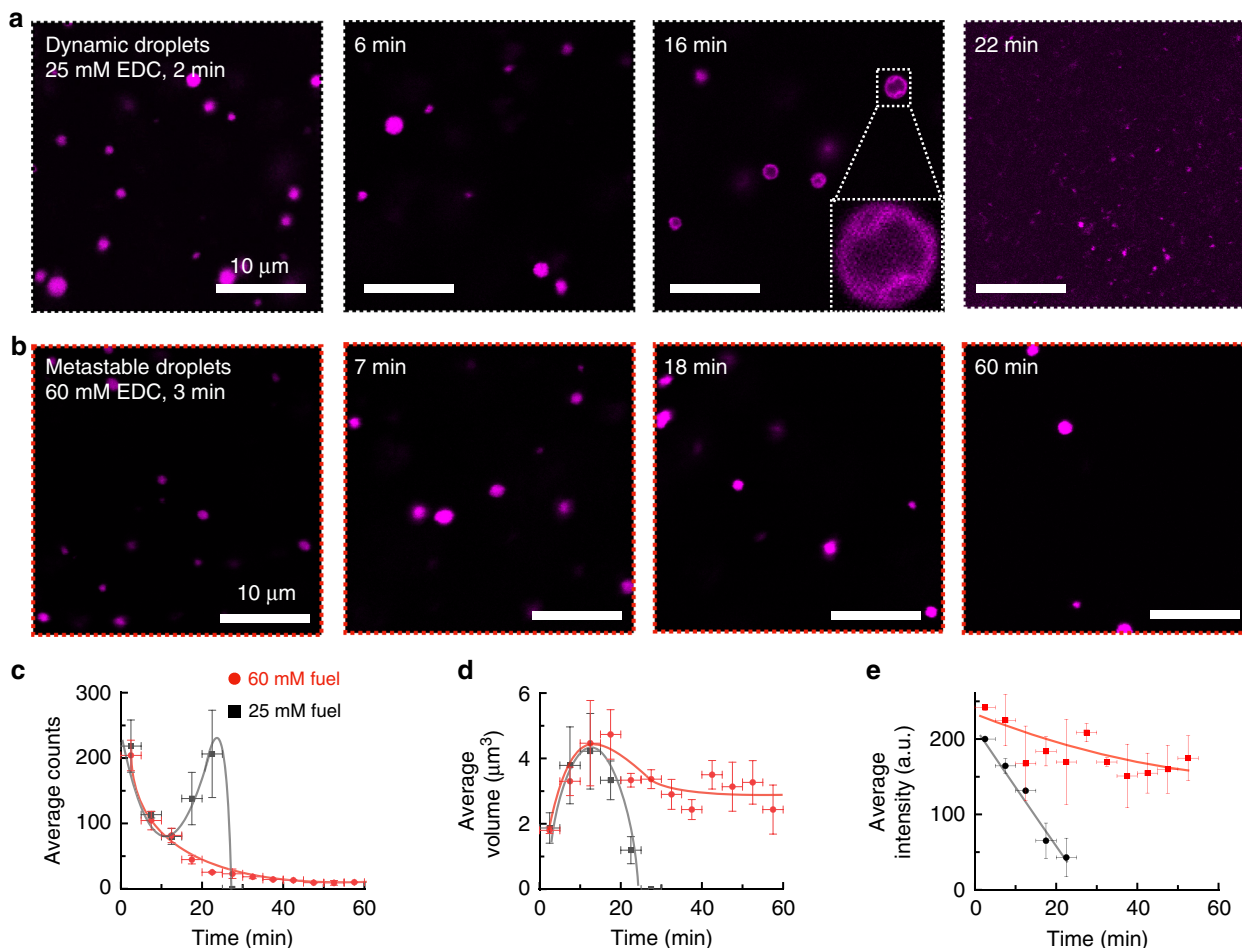 a
Dynamic droplets
25 mM EDC, 2 min
10 μm
6 min
16 min
22 min
b
Metastable droplets
60 mM EDC, 3 min
10 μm
7 min
18 min
60 min
c
60 mM fuel
25 mM fuel
Average counts
300
200
100
0
0
20
40
60
Time (min)
d
Average
volume (μm³)
6
4
2
0
0
20
40
60
Time (min)
e
Average
intensity (a.u.)
200
100
0
0
20
40
60
Time (min)